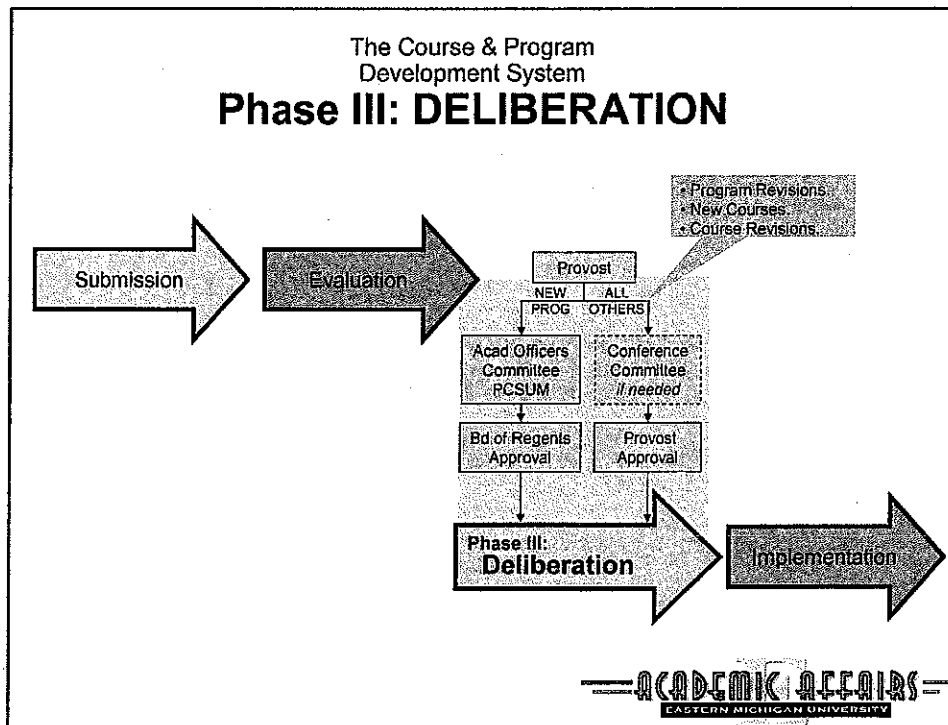 The Course & Program
Development System
Phase III: DELIBERATION
• Program Revisions.
• New Courses.
• Course Revisions.
Submission
Evaluation
Provost
NEW
PROG
ALL
OTHERS
Acad Officers
Committee
PCSUM
Conference
Committee
if needed
Bd of Regents
Approval
Provost
Approval
Phase III:
Deliberation
Implementation
ACADEMIC AFFAIRS
EASTERN MICHIGAN UNIVERSITY